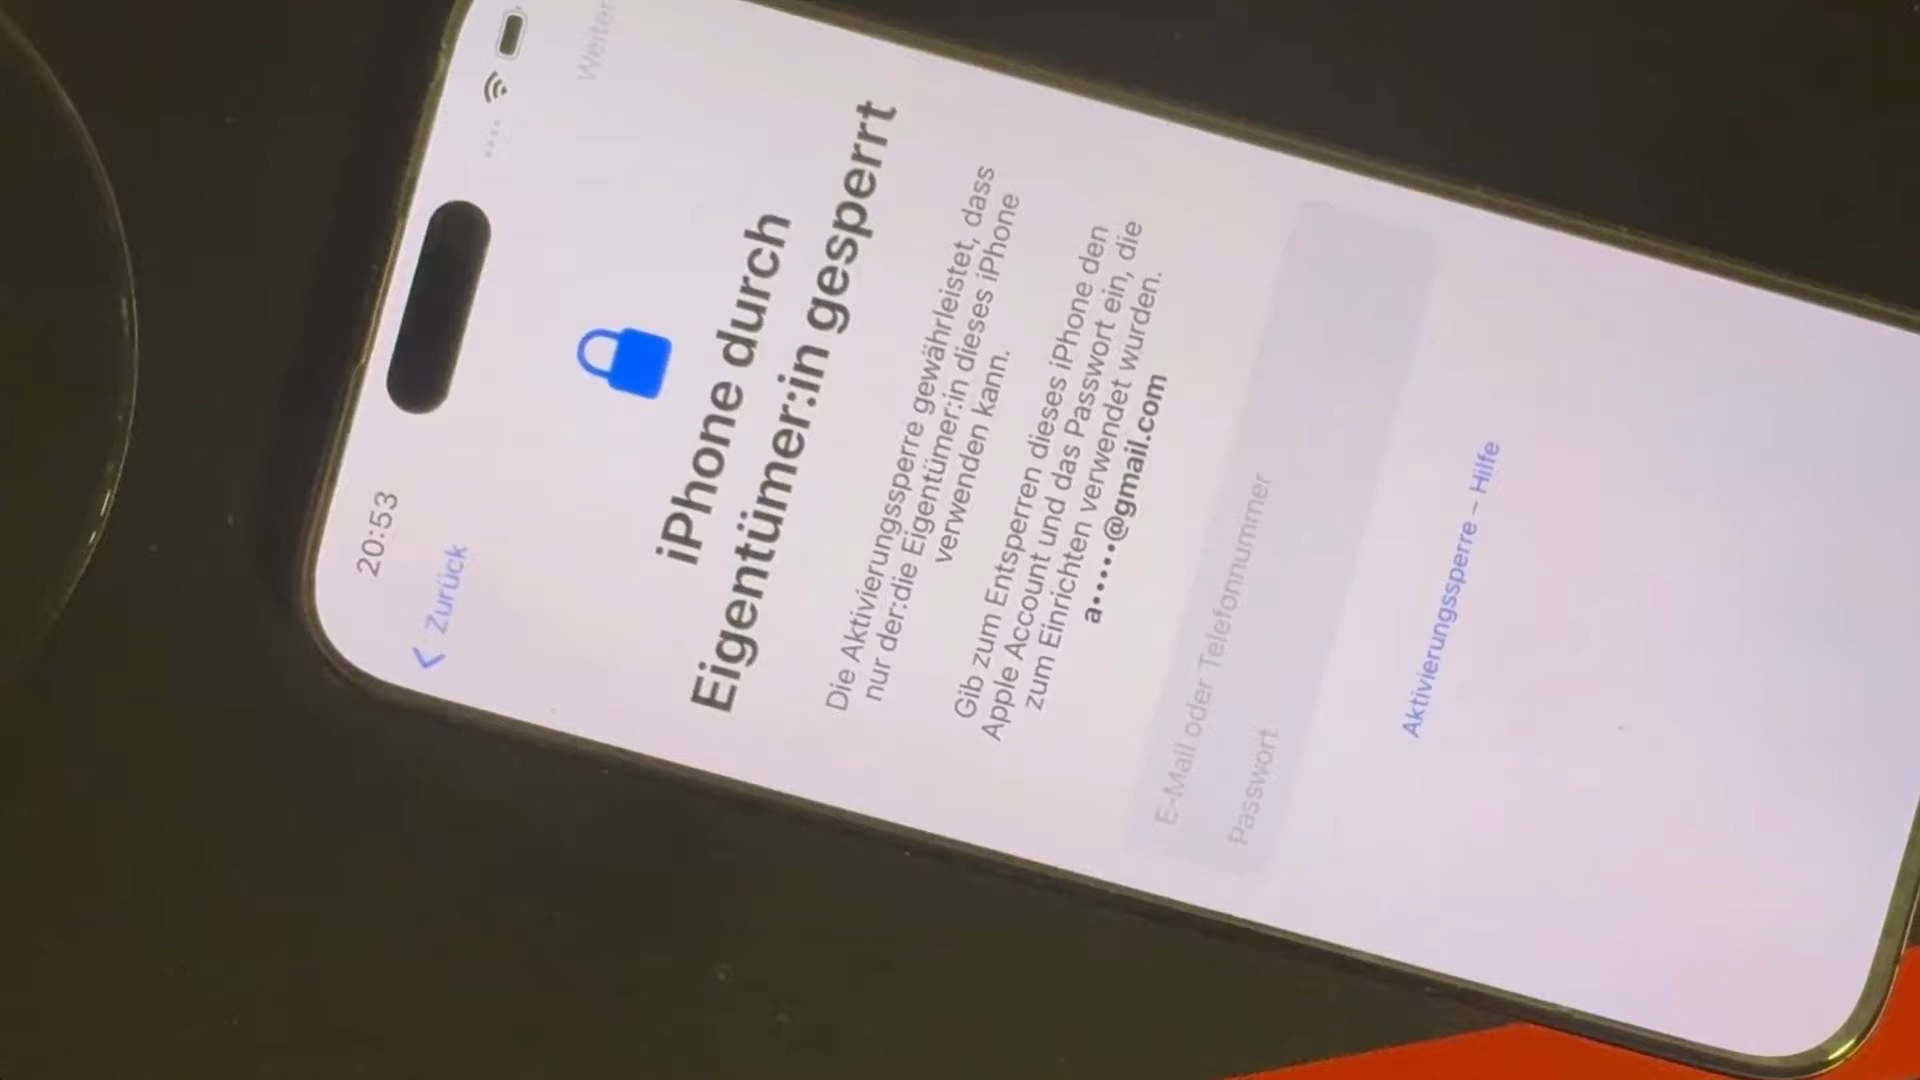 20:53
Zurück
Weiter
iPhone durch
Eigentümer:in gesperrt
Die Aktivierungssperre gewährleistet, dass
nur der:die Eigentümer:in dieses iPhone
verwenden kann.
Gib zum Entsperren dieses iPhone den
Apple Account und das Passwort ein, die
zum Einrichten verwendet wurden.
a•••••@gmail.com
E-Mail oder Telefonnummer
Passwort
Aktivierungssperre – Hilfe